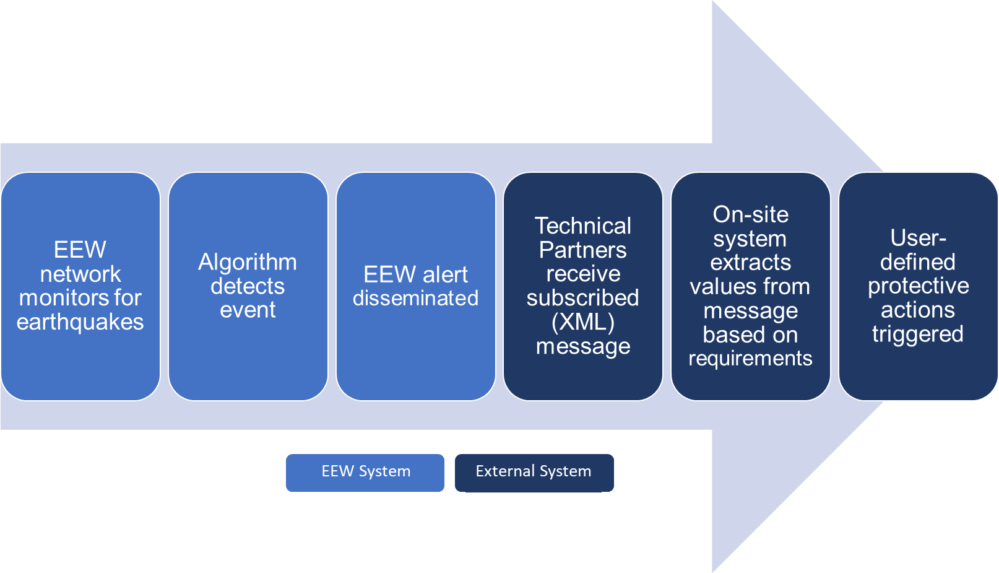 EEW
network
monitors for
earthquakes
Algorithm
detects
event
EEW alert
disseminated
Technical
Partners
receive
subscribed
(XML)
message
On-site
system
extracts
values from
message
based on
requirements
User-
defined
protective
actions
triggered
EEW System
External System